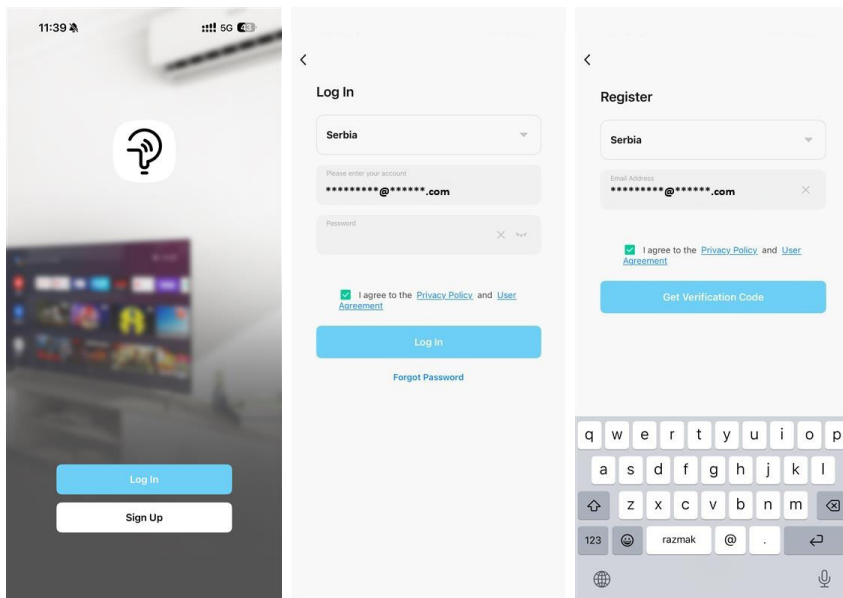 11:39
5G 43
Log In
Sign Up
Log In
Serbia
Please enter your account
*********@******.com
Password
I agree to the Privacy Policy and User
Agreement
Log In
Forgot Password
Register
Serbia
Email Address
*********@******.com
I agree to the Privacy Policy and User
Agreement
Get Verification Code
q w e r t y u i o p
a s d f g h j k l
z x c v b n m
123 razmak @ .